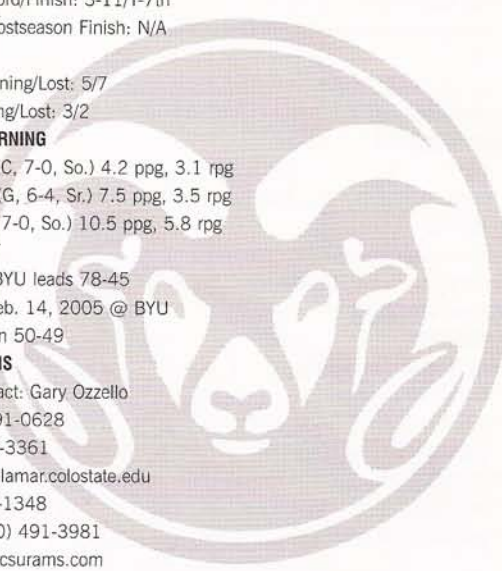 ord/Finish: 3-11/T-7th
ostseason Finish: N/A
ning/Lost: 5/7
ng/Lost: 3/2
RNING
C, 7-0, So.) 4.2 ppg, 3.1 rpg
(G, 6-4, Sr.) 7.5 ppg, 3.5 rpg
7-0, So.) 10.5 ppg, 5.8 rpg
BYU leads 78-45
eb. 14, 2005 @ BYU
n 50-49
NS
act: Gary Ozzello
91-0628
-3361
lamar.colostate.edu
-1348
0) 491-3981
csurams.com